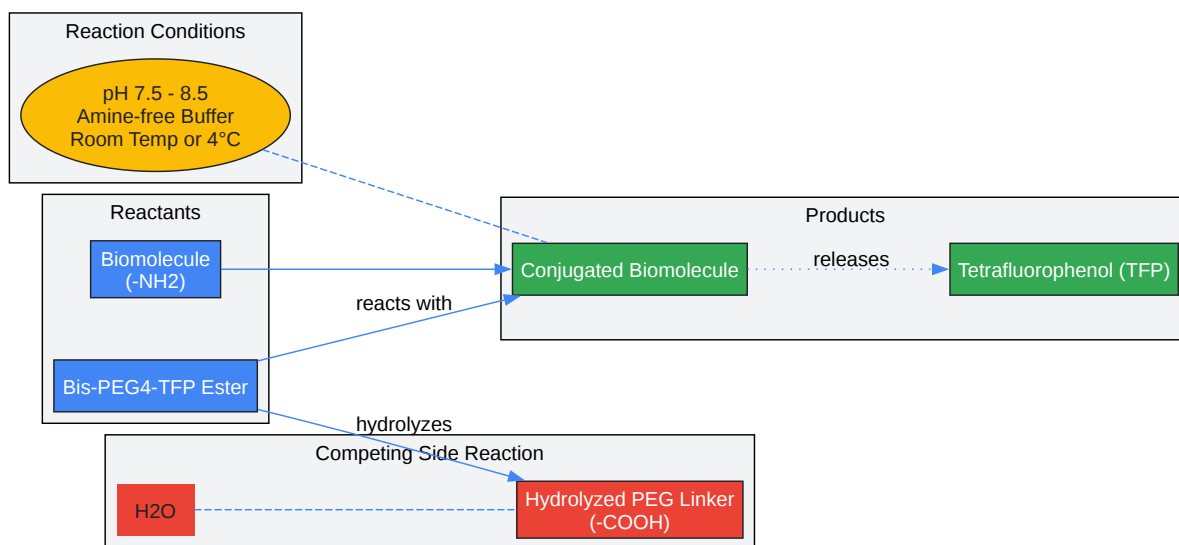 Reaction Conditions
pH 7.5 - 8.5
Amine-free Buffer
Room Temp or 4°C
Reactants
Biomolecule
(-NH2)
Bis-PEG4-TFP Ester
Products
Conjugated Biomolecule
releases
Tetrafluorophenol (TFP)
reacts with
hydrolyzes
Competing Side Reaction
H2O
Hydrolyzed PEG Linker
(-COOH)